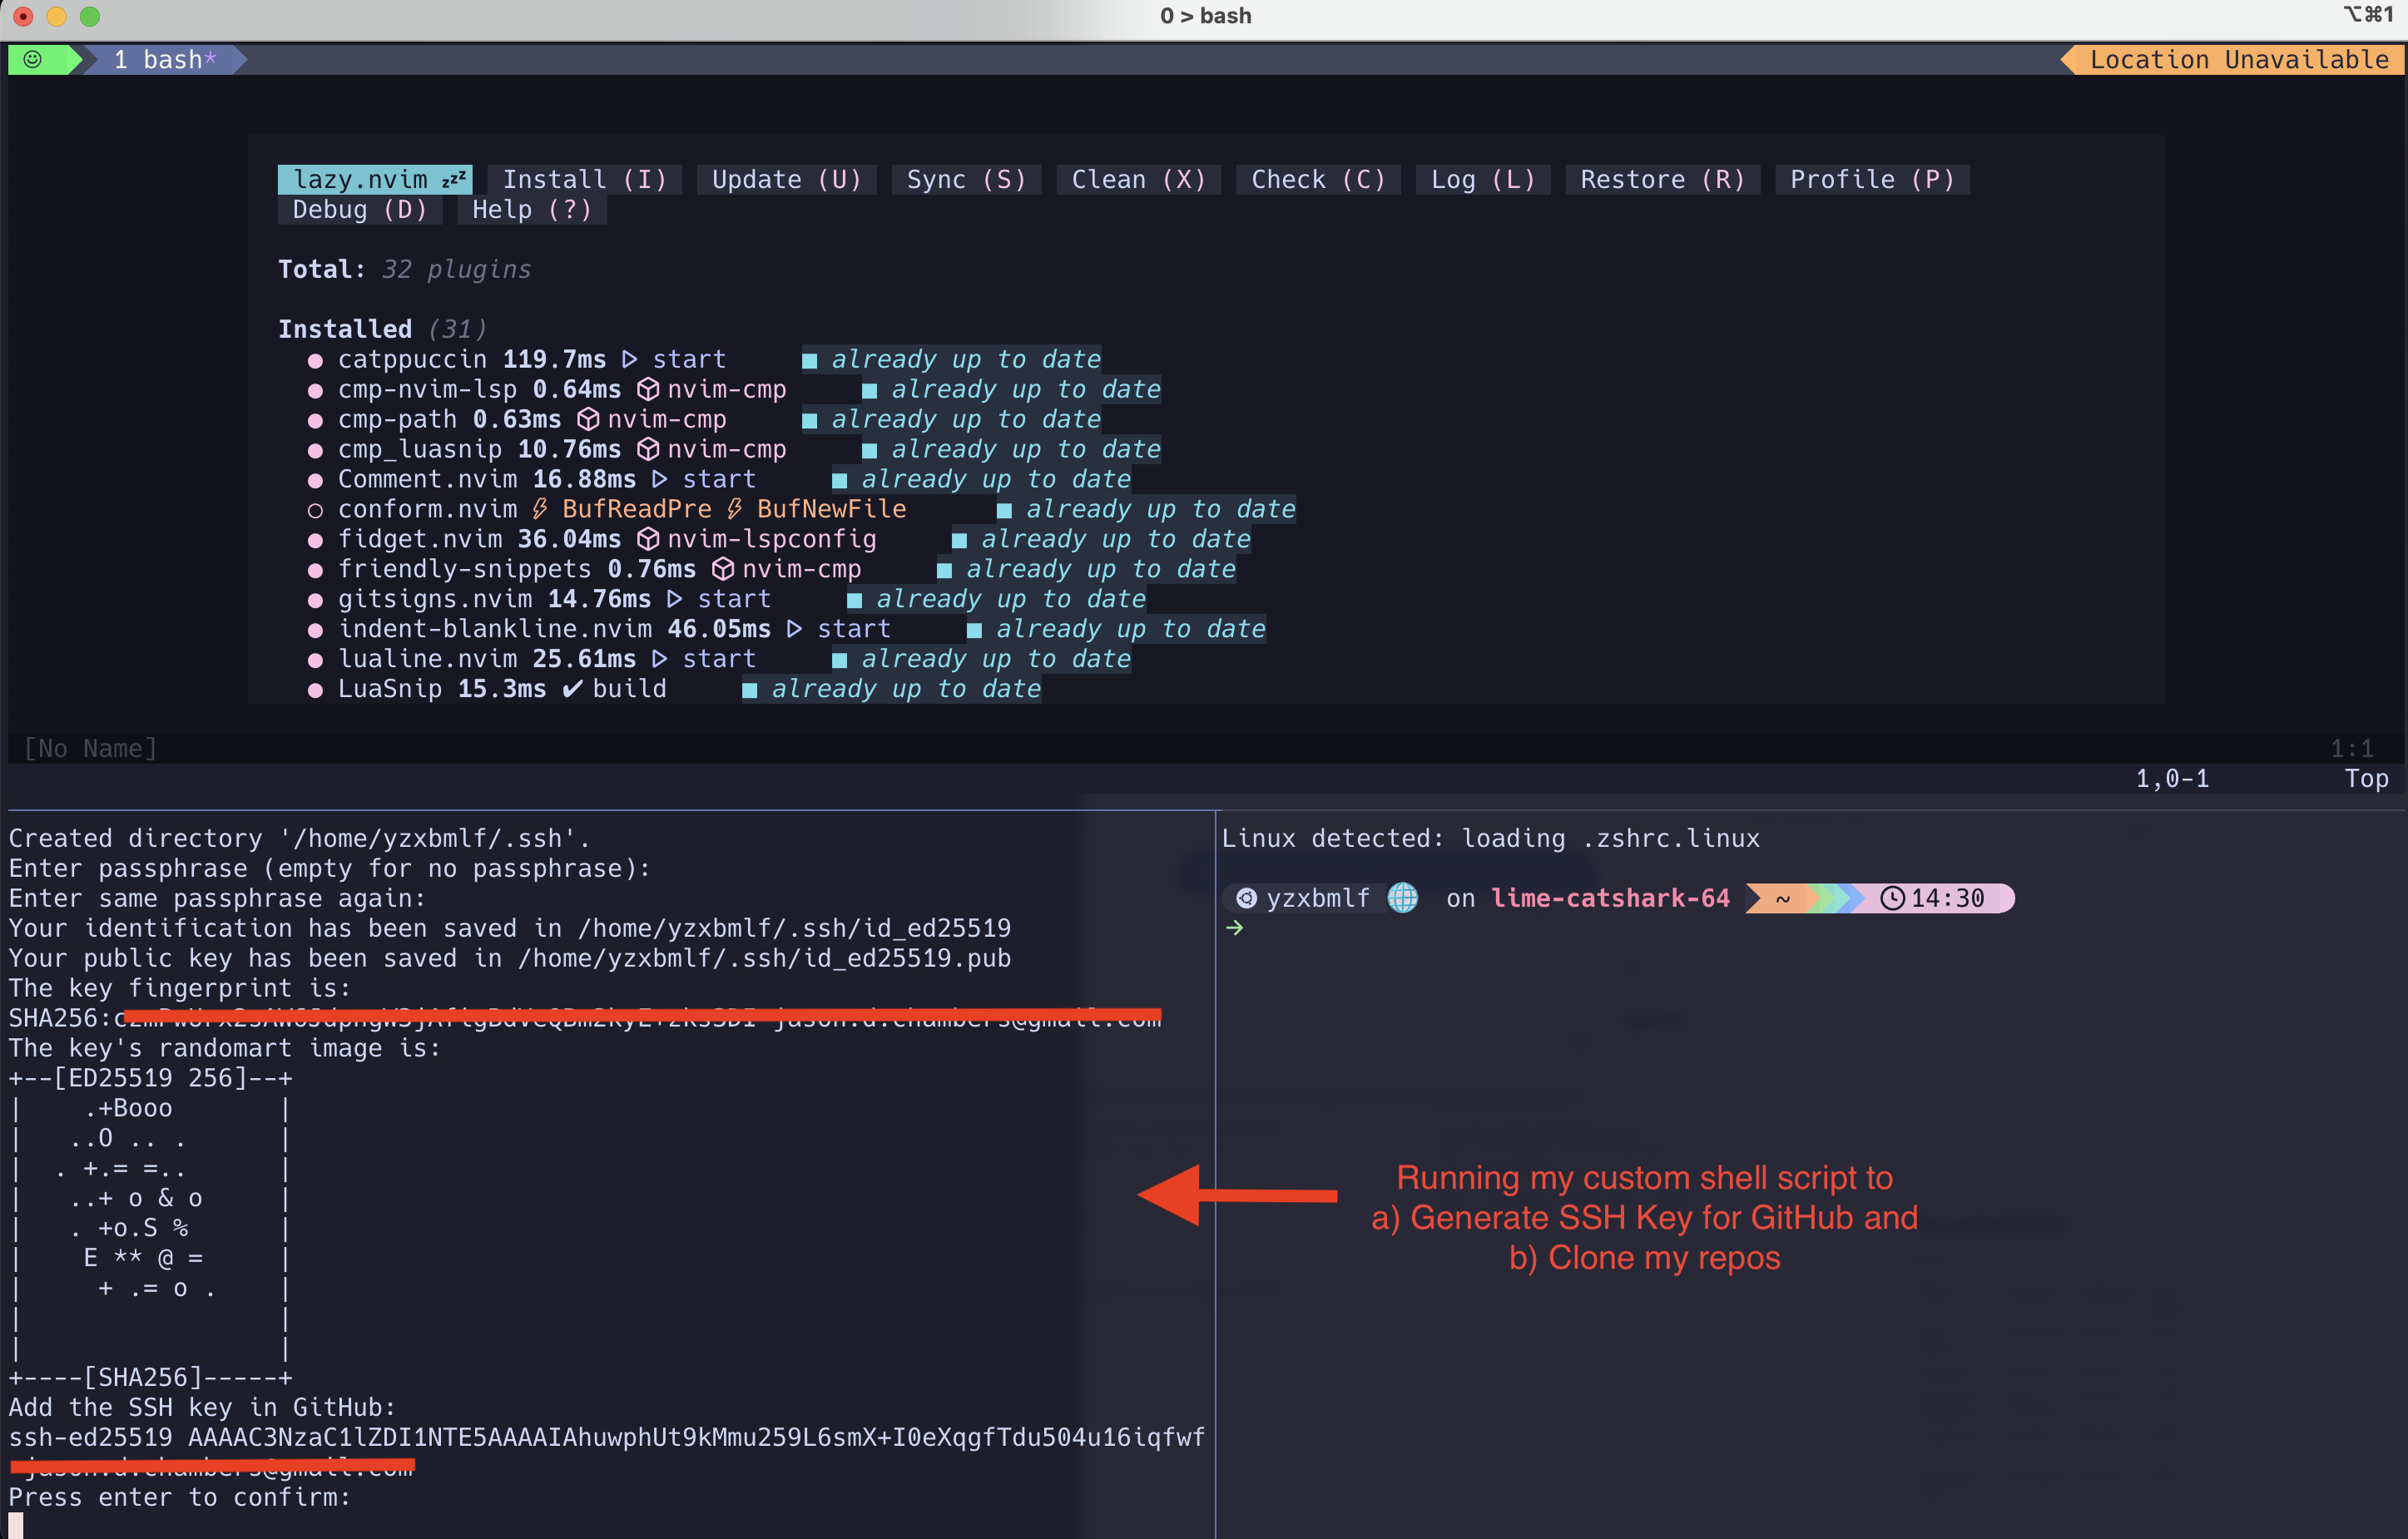 0 > bash
⌥⌘1
1 bash*
Location Unavailable
lazy.nvim zzz Install (I) Update (U) Sync (S) Clean (X) Check (C) Log (L) Restore (R) Profile (P)
Debug (D) Help (?)
Total: 32 plugins
Installed (31)
● catppuccin 119.7ms ▷ start ■ already up to date
● cmp-nvim-lsp 0.64ms nvim-cmp ■ already up to date
● cmp-path 0.63ms nvim-cmp ■ already up to date
● cmp_luasnip 10.76ms nvim-cmp ■ already up to date
● Comment.nvim 16.88ms ▷ start ■ already up to date
○ conform.nvim ⚡ BufReadPre ⚡ BufNewFile ■ already up to date
● fidget.nvim 36.04ms nvim-lspconfig ■ already up to date
● friendly-snippets 0.76ms nvim-cmp ■ already up to date
● gitsigns.nvim 14.76ms ▷ start ■ already up to date
● indent-blankline.nvim 46.05ms ▷ start ■ already up to date
● lualine.nvim 25.61ms ▷ start ■ already up to date
● LuaSnip 15.3ms ✔ build ■ already up to date
[No Name] 1:1
1,0-1 Top
Created directory '/home/yzxbmlf/.ssh'.
Enter passphrase (empty for no passphrase):
Enter same passphrase again:
Your identification has been saved in /home/yzxbmlf/.ssh/id_ed25519
Your public key has been saved in /home/yzxbmlf/.ssh/id_ed25519.pub
The key fingerprint is:
SHA256:
The key's randomart image is:
+--[ED25519 256]--+
|     .+Booo      |
|    ..O .. .     |
|   . +.= =..     |
|    ..+ o & o    |
|    . +o.S %     |
|     E ** @ =    |
|      + .= o .   |
|                 |
|                 |
+----[SHA256]-----+
Add the SSH key in GitHub:
ssh-ed25519 AAAAC3NzaC1lZDI1NTE5AAAAIAhuwphUt9kMmu259L6smX+I0eXqgfTdu504u16iqfwf
Press enter to confirm:
Linux detected: loading .zshrc.linux
yzxbmlf on lime-catshark-64 ~ 14:30
→
Running my custom shell script to
a) Generate SSH Key for GitHub and
b) Clone my repos